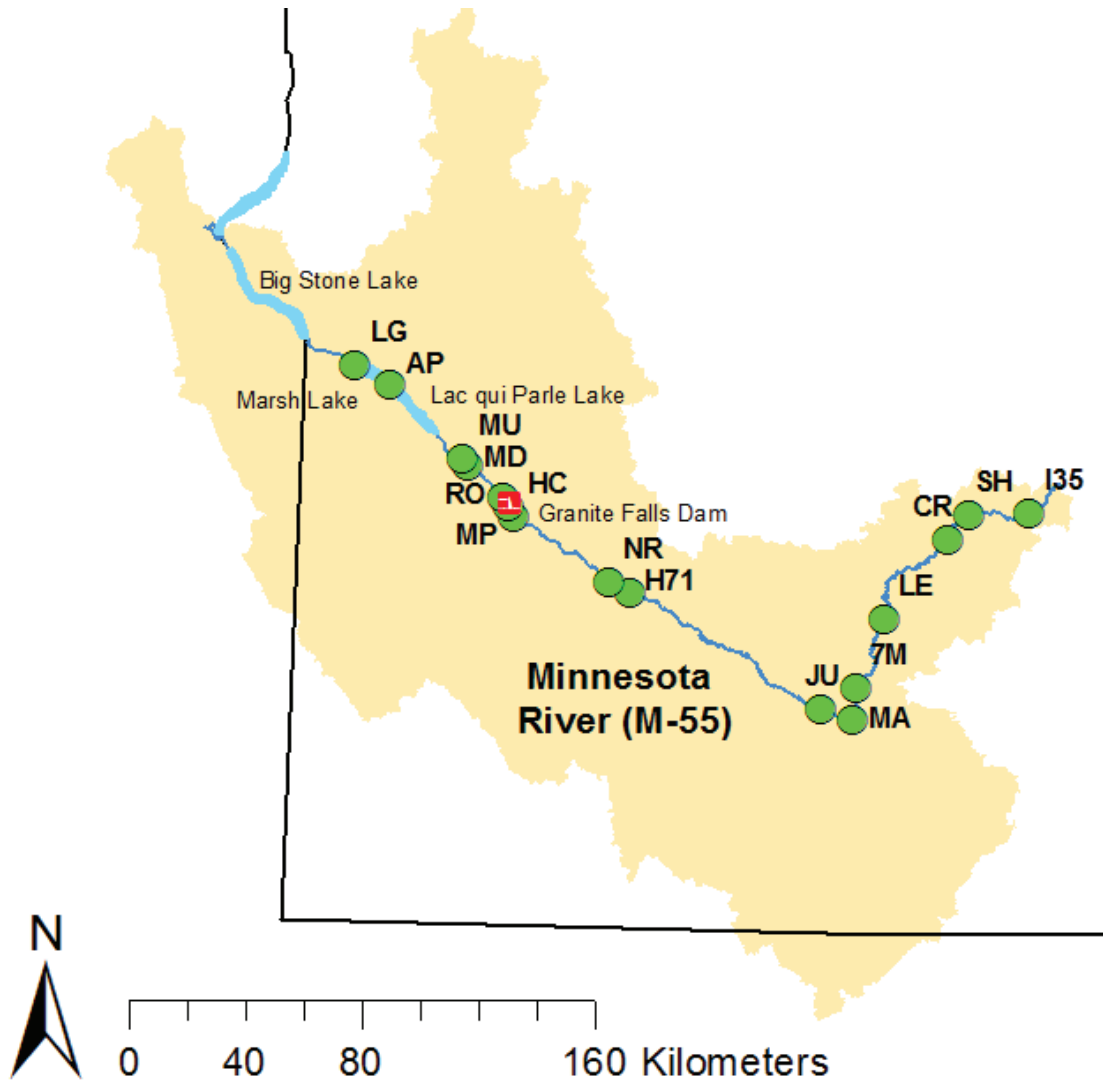 Big Stone Lake
LG
AP
Marsh Lake
Lac qui Parle Lake
MU
MD
RO
HC
MP
Granite Falls Dam
NR
H71
CR
SH
I35
LE
7M
JU
MA
Minnesota
River (M-55)
N
0 40 80 160 Kilometers